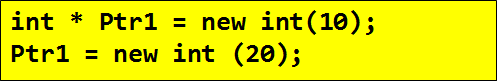 int * Ptr1 = new int(10);
Ptr1 = new int (20);